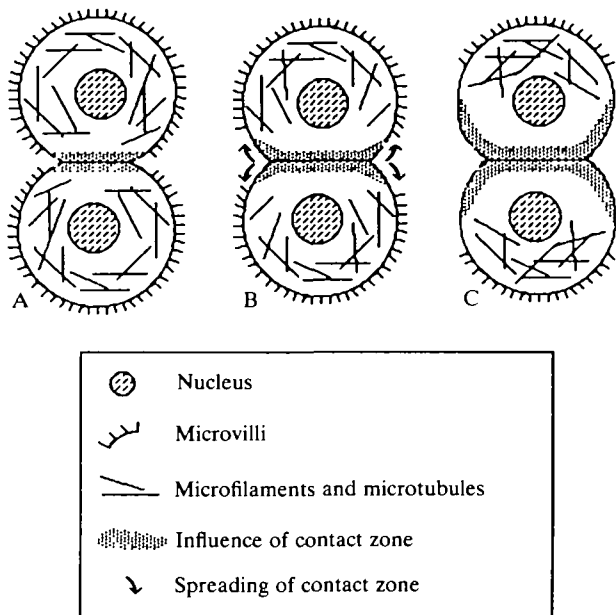 A
B
C
Nucleus
Microvilli
Microfilaments and microtubules
Influence of contact zone
Spreading of contact zone